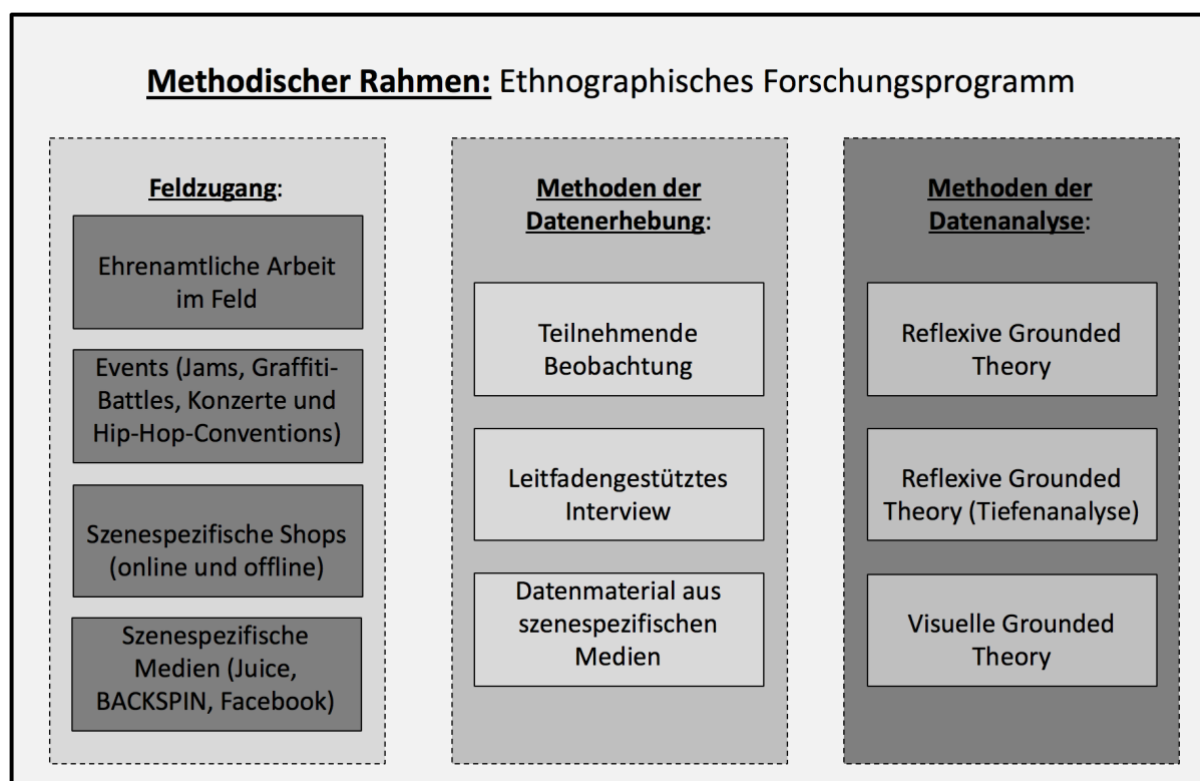 Methodischer Rahmen: Ethnographisches Forschungsprogramm
Feldzugang:
Ehrenamtliche Arbeit
im Feld
Events (Jams, Graffiti-
Battles, Konzerte und
Hip-Hop-Conventions)
Szenespezifische Shops
(online und offline)
Szenespezifische
Medien (Juice,
BACKSPIN, Facebook)
Methoden der
Datenerhebung:
Teilnehmende
Beobachtung
Leitfadengestütztes
Interview
Datenmaterial aus
szenespezifischen
Medien
Methoden der
Datenanalyse:
Reflexive Grounded
Theory
Reflexive Grounded
Theory (Tiefenanalyse)
Visuelle Grounded
Theory